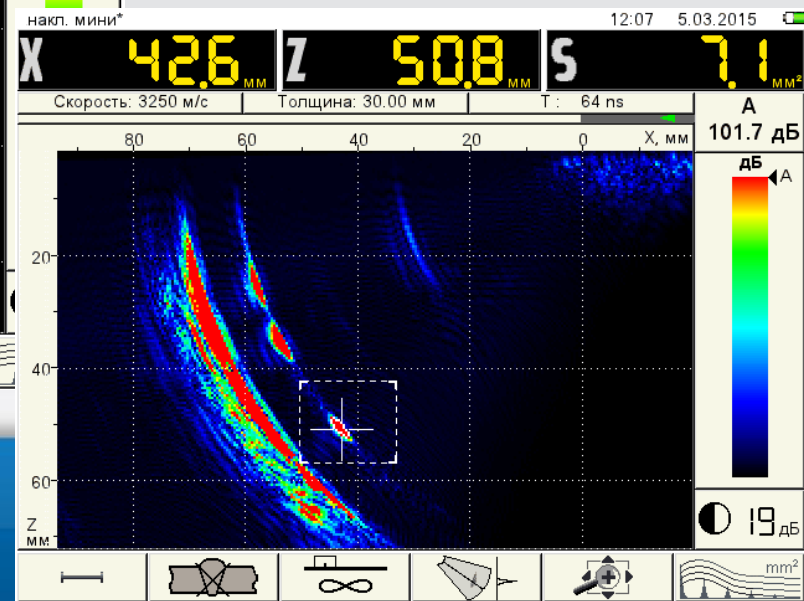 накл. мини* 12:07 5.03.2015
X 42.6 мм Z 50.8 мм S 7.1 мм²
Скорость: 3250 м/с Толщина: 30.00 мм T : 64 ns
A
101.7 дБ
80 60 40 20 0 X, мм
дБ
A
20
40
60
Z
мм
19 дБ
mm²